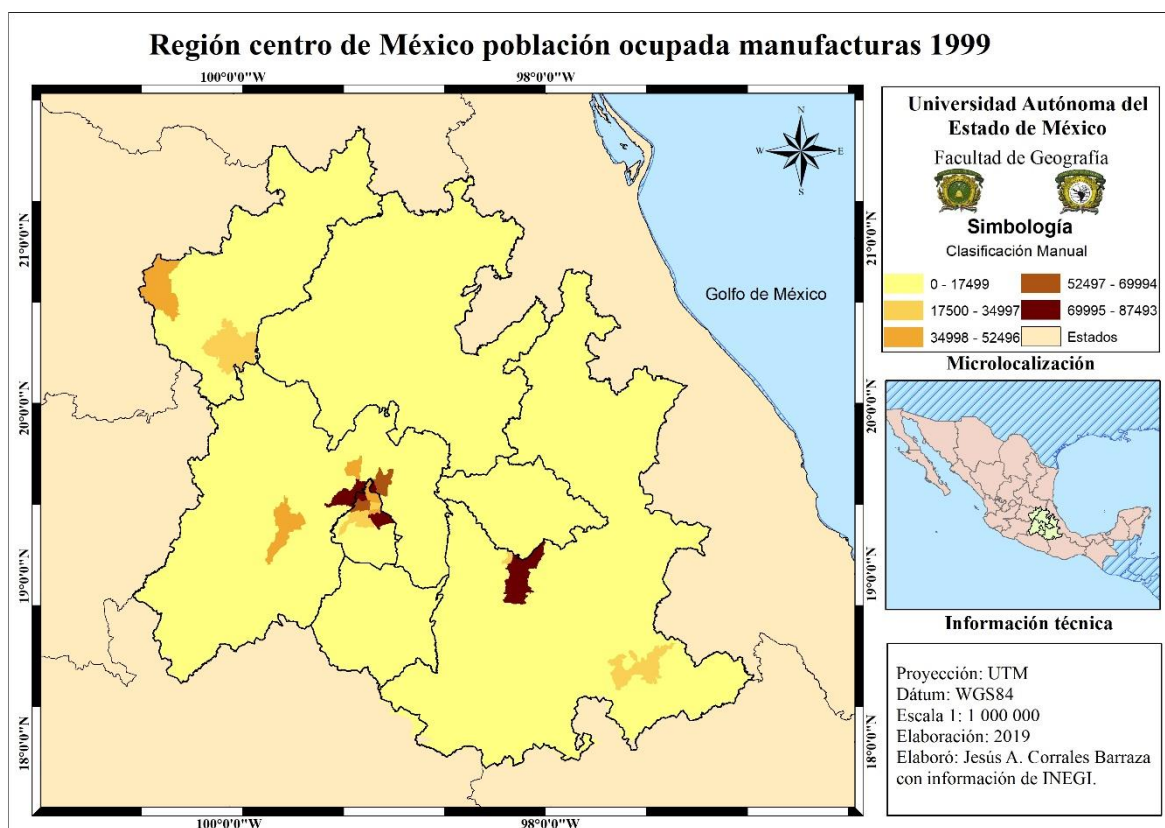 Región centro de México población ocupada manufacturas 1999
100°0'0"W
98°0'0"W
21°0'0"N
20°0'0"N
19°0'0"N
18°0'0"N
21°0'0"N
20°0'0"N
19°0'0"N
18°0'0"N
100°0'0"W
98°0'0"W
N
W
E
S
Golfo de México
Universidad Autónoma del
Estado de México
Facultad de Geografía
Simbología
Clasificación Manual
0 - 17499
17500 - 34997
34998 - 52496
52497 - 69994
69995 - 87493
Estados
Microlocalización
Información técnica
Proyección: UTM
Dátum: WGS84
Escala 1: 1 000 000
Elaboración: 2019
Elaboró: Jesús A. Corrales Barraza
con información de INEGI.